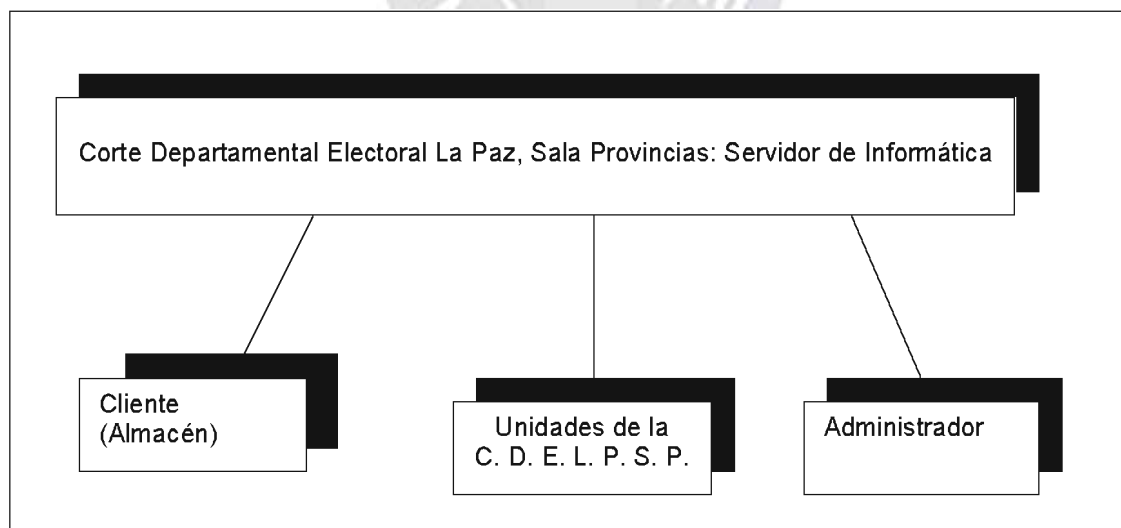 Corte Departamental Electoral La Paz, Sala Provincias: Servidor de Informática
Cliente
(Almacén)
Unidades de la
C. D. E. L. P. S. P.
Administrador